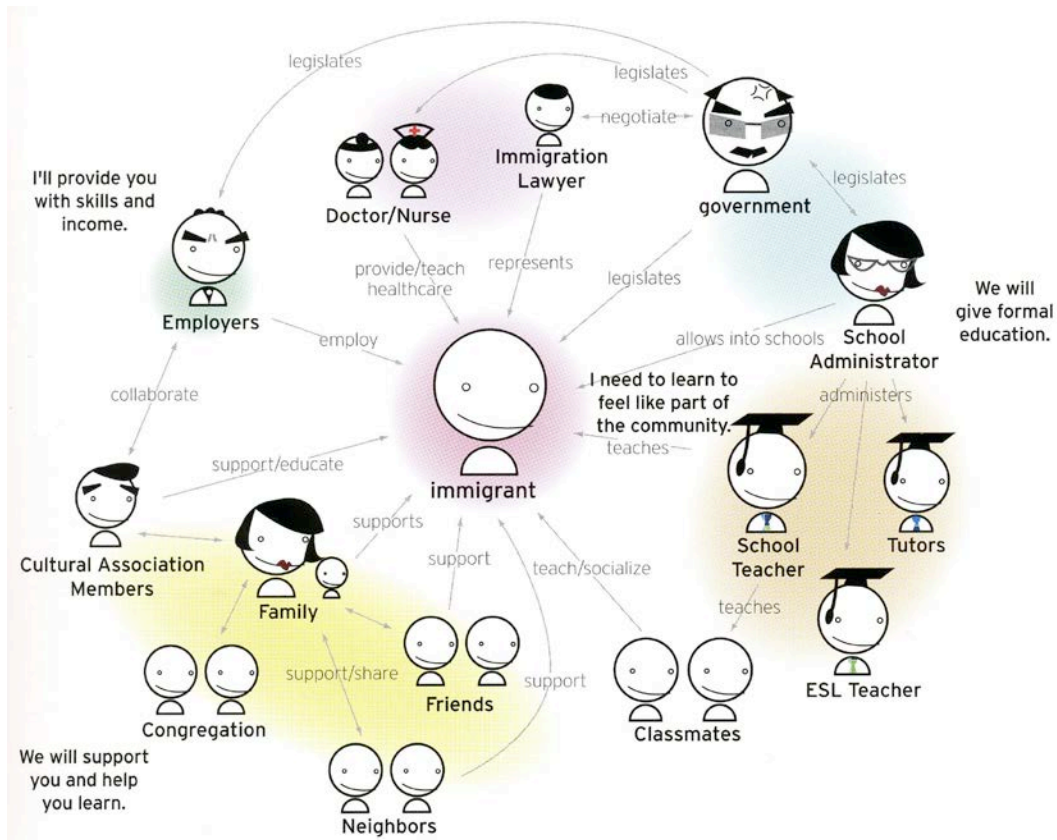 legislates
legislates
negotiate
Immigration
Lawyer
Doctor/Nurse
government
legislates
I'll provide you
with skills and
income.
Employers
provide/teach
healthcare
represents
legislates
We will
give formal
education.
School
Administrator
allows into schools
employ
collaborate
I need to learn to
feel like part of
the community.
administers
teaches
immigrant
support/educate
Cultural Association
Members
supports
Family
support
teach/socialize
School
Teacher
Tutors
teaches
ESL Teacher
support/share
Friends
support
Congregation
Classmates
We will support
you and help
you learn.
Neighbors